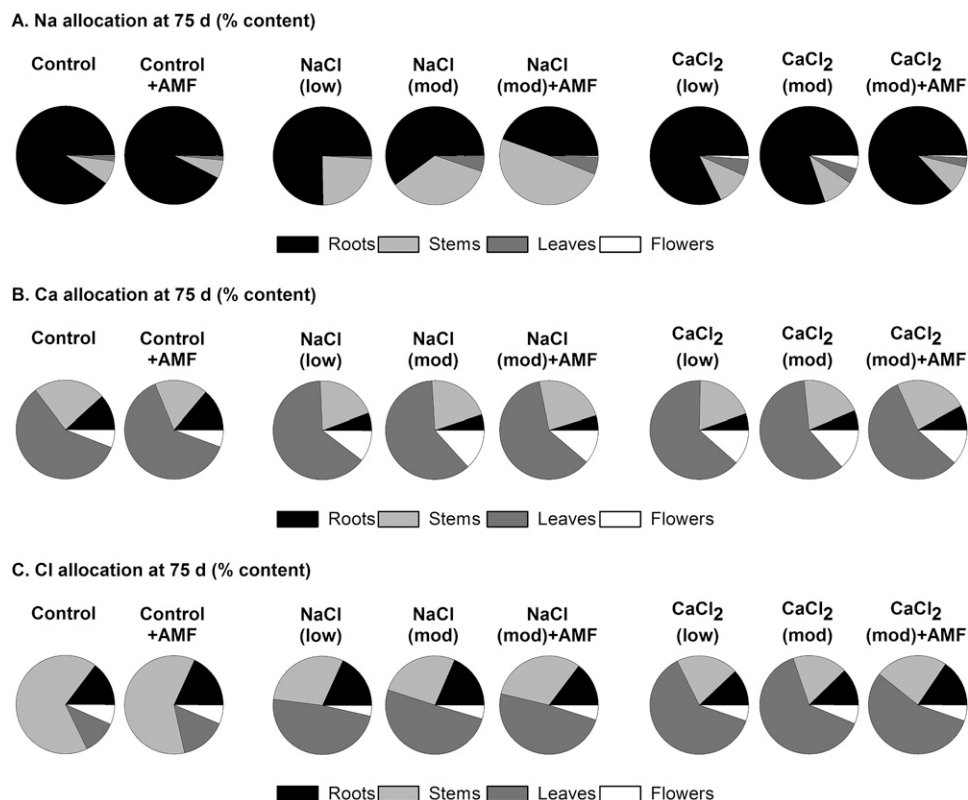 A. Na allocation at 75 d (% content)
Control Control NaCl NaCl NaCl CaCl₂ CaCl₂ CaCl₂
+AMF (low) (mod) (mod)+AMF (low) (mod) (mod)+AMF
Roots Stems Leaves Flowers
B. Ca allocation at 75 d (% content)
Control Control NaCl NaCl NaCl CaCl₂ CaCl₂ CaCl₂
+AMF (low) (mod) (mod)+AMF (low) (mod) (mod)+AMF
Roots Stems Leaves Flowers
C. Cl allocation at 75 d (% content)
Control Control NaCl NaCl NaCl CaCl₂ CaCl₂ CaCl₂
+AMF (low) (mod) (mod)+AMF (low) (mod) (mod)+AMF
Roots Stems Leaves Flowers